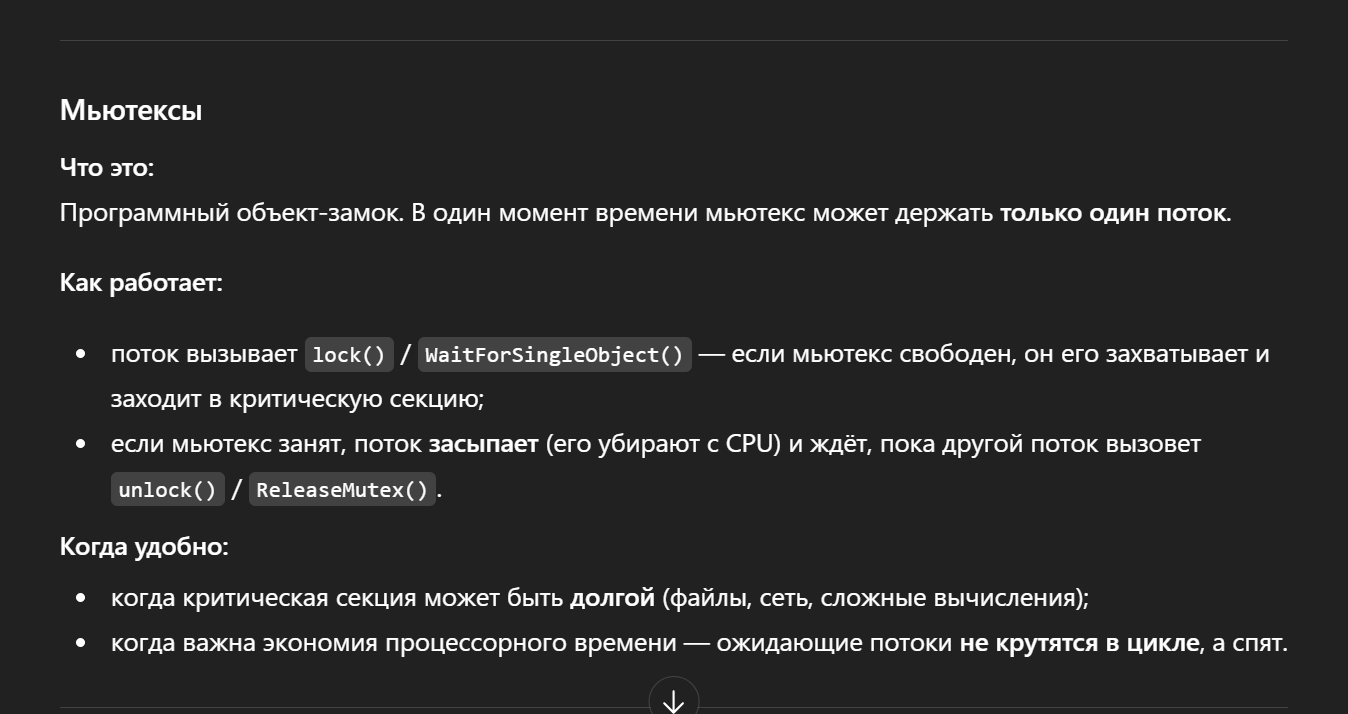 Мьютексы
Что это:
Программный объект-замок. В один момент времени мьютекс может держать только один поток.
Как работает:
• поток вызывает lock() / WaitForSingleObject() — если мьютекс свободен, он его захватывает и
заходит в критическую секцию;
• если мьютекс занят, поток засыпает (его убирают с CPU) и ждёт, пока другой поток вызовет
unlock() / ReleaseMutex().
Когда удобно:
• когда критическая секция может быть долгой (файлы, сеть, сложные вычисления);
• когда важна экономия процессорного времени — ожидающие потоки не крутятся в цикле, а спят.